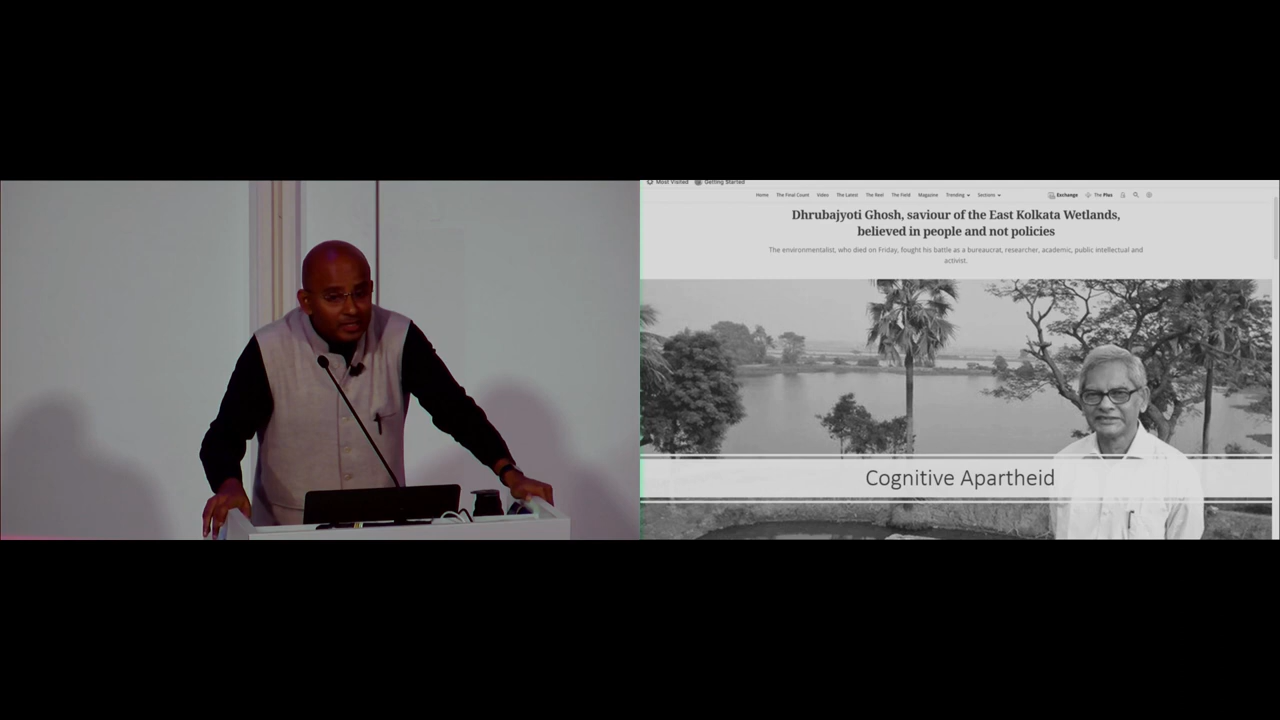 Most Visited Getting Started
Home The Final Count Video The Latest The Reel The Field Magazine Trending Sections Exchange The Plus
Dhrubajyoti Ghosh, saviour of the East Kolkata Wetlands,
believed in people and not policies
The environmentalist, who died on Friday, fought his battle as a bureaucrat, researcher, academic, public intellectual and
activist.
Cognitive Apartheid